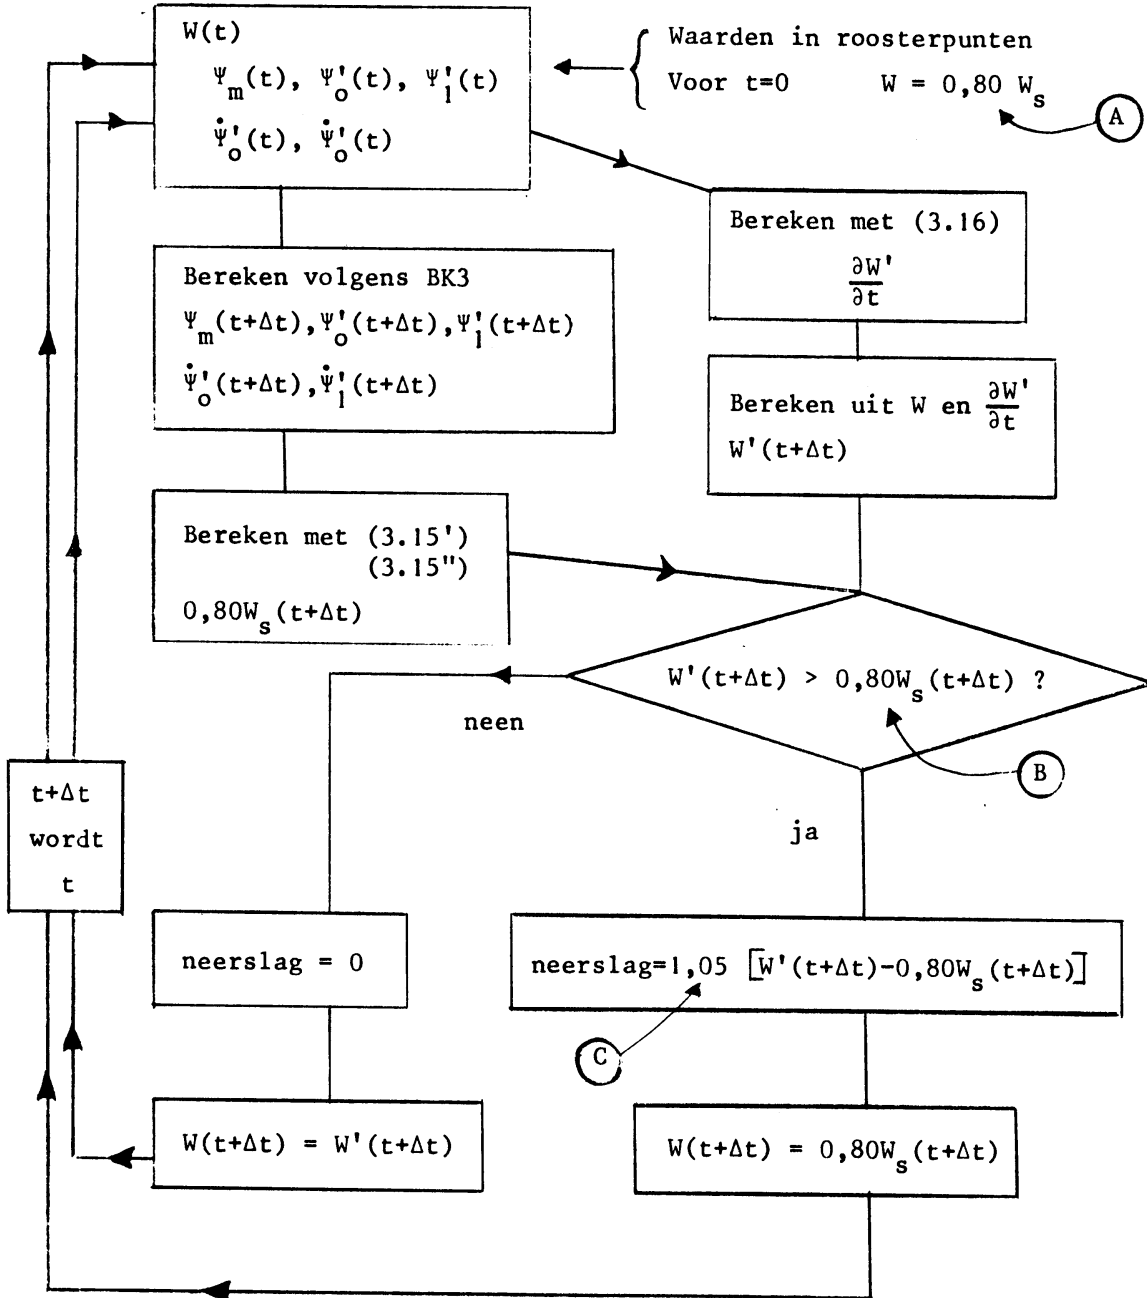 W(t)
Ψm(t), Ψ'o(t), Ψ'1(t)
Ψ̇'o(t), Ψ̇'o(t)
Waarden in roosterpunten
Voor t=0 W = 0,80 Ws
A
Bereken met (3.16)
∂W'
∂t
Bereken volgens BK3
Ψm(t+Δt),Ψ'o(t+Δt),Ψ'1(t+Δt)
Ψ̇'o(t+Δt),Ψ̇'1(t+Δt)
Bereken uit W en ∂W'/∂t
W'(t+Δt)
Bereken met (3.15')
(3.15")
0,80Ws(t+Δt)
W'(t+Δt) > 0,80Ws(t+Δt) ?
neen
B
ja
t+Δt
wordt
t
neerslag = 0
neerslag=1,05 [W'(t+Δt)-0,80Ws(t+Δt)]
C
W(t+Δt) = W'(t+Δt)
W(t+Δt) = 0,80Ws(t+Δt)